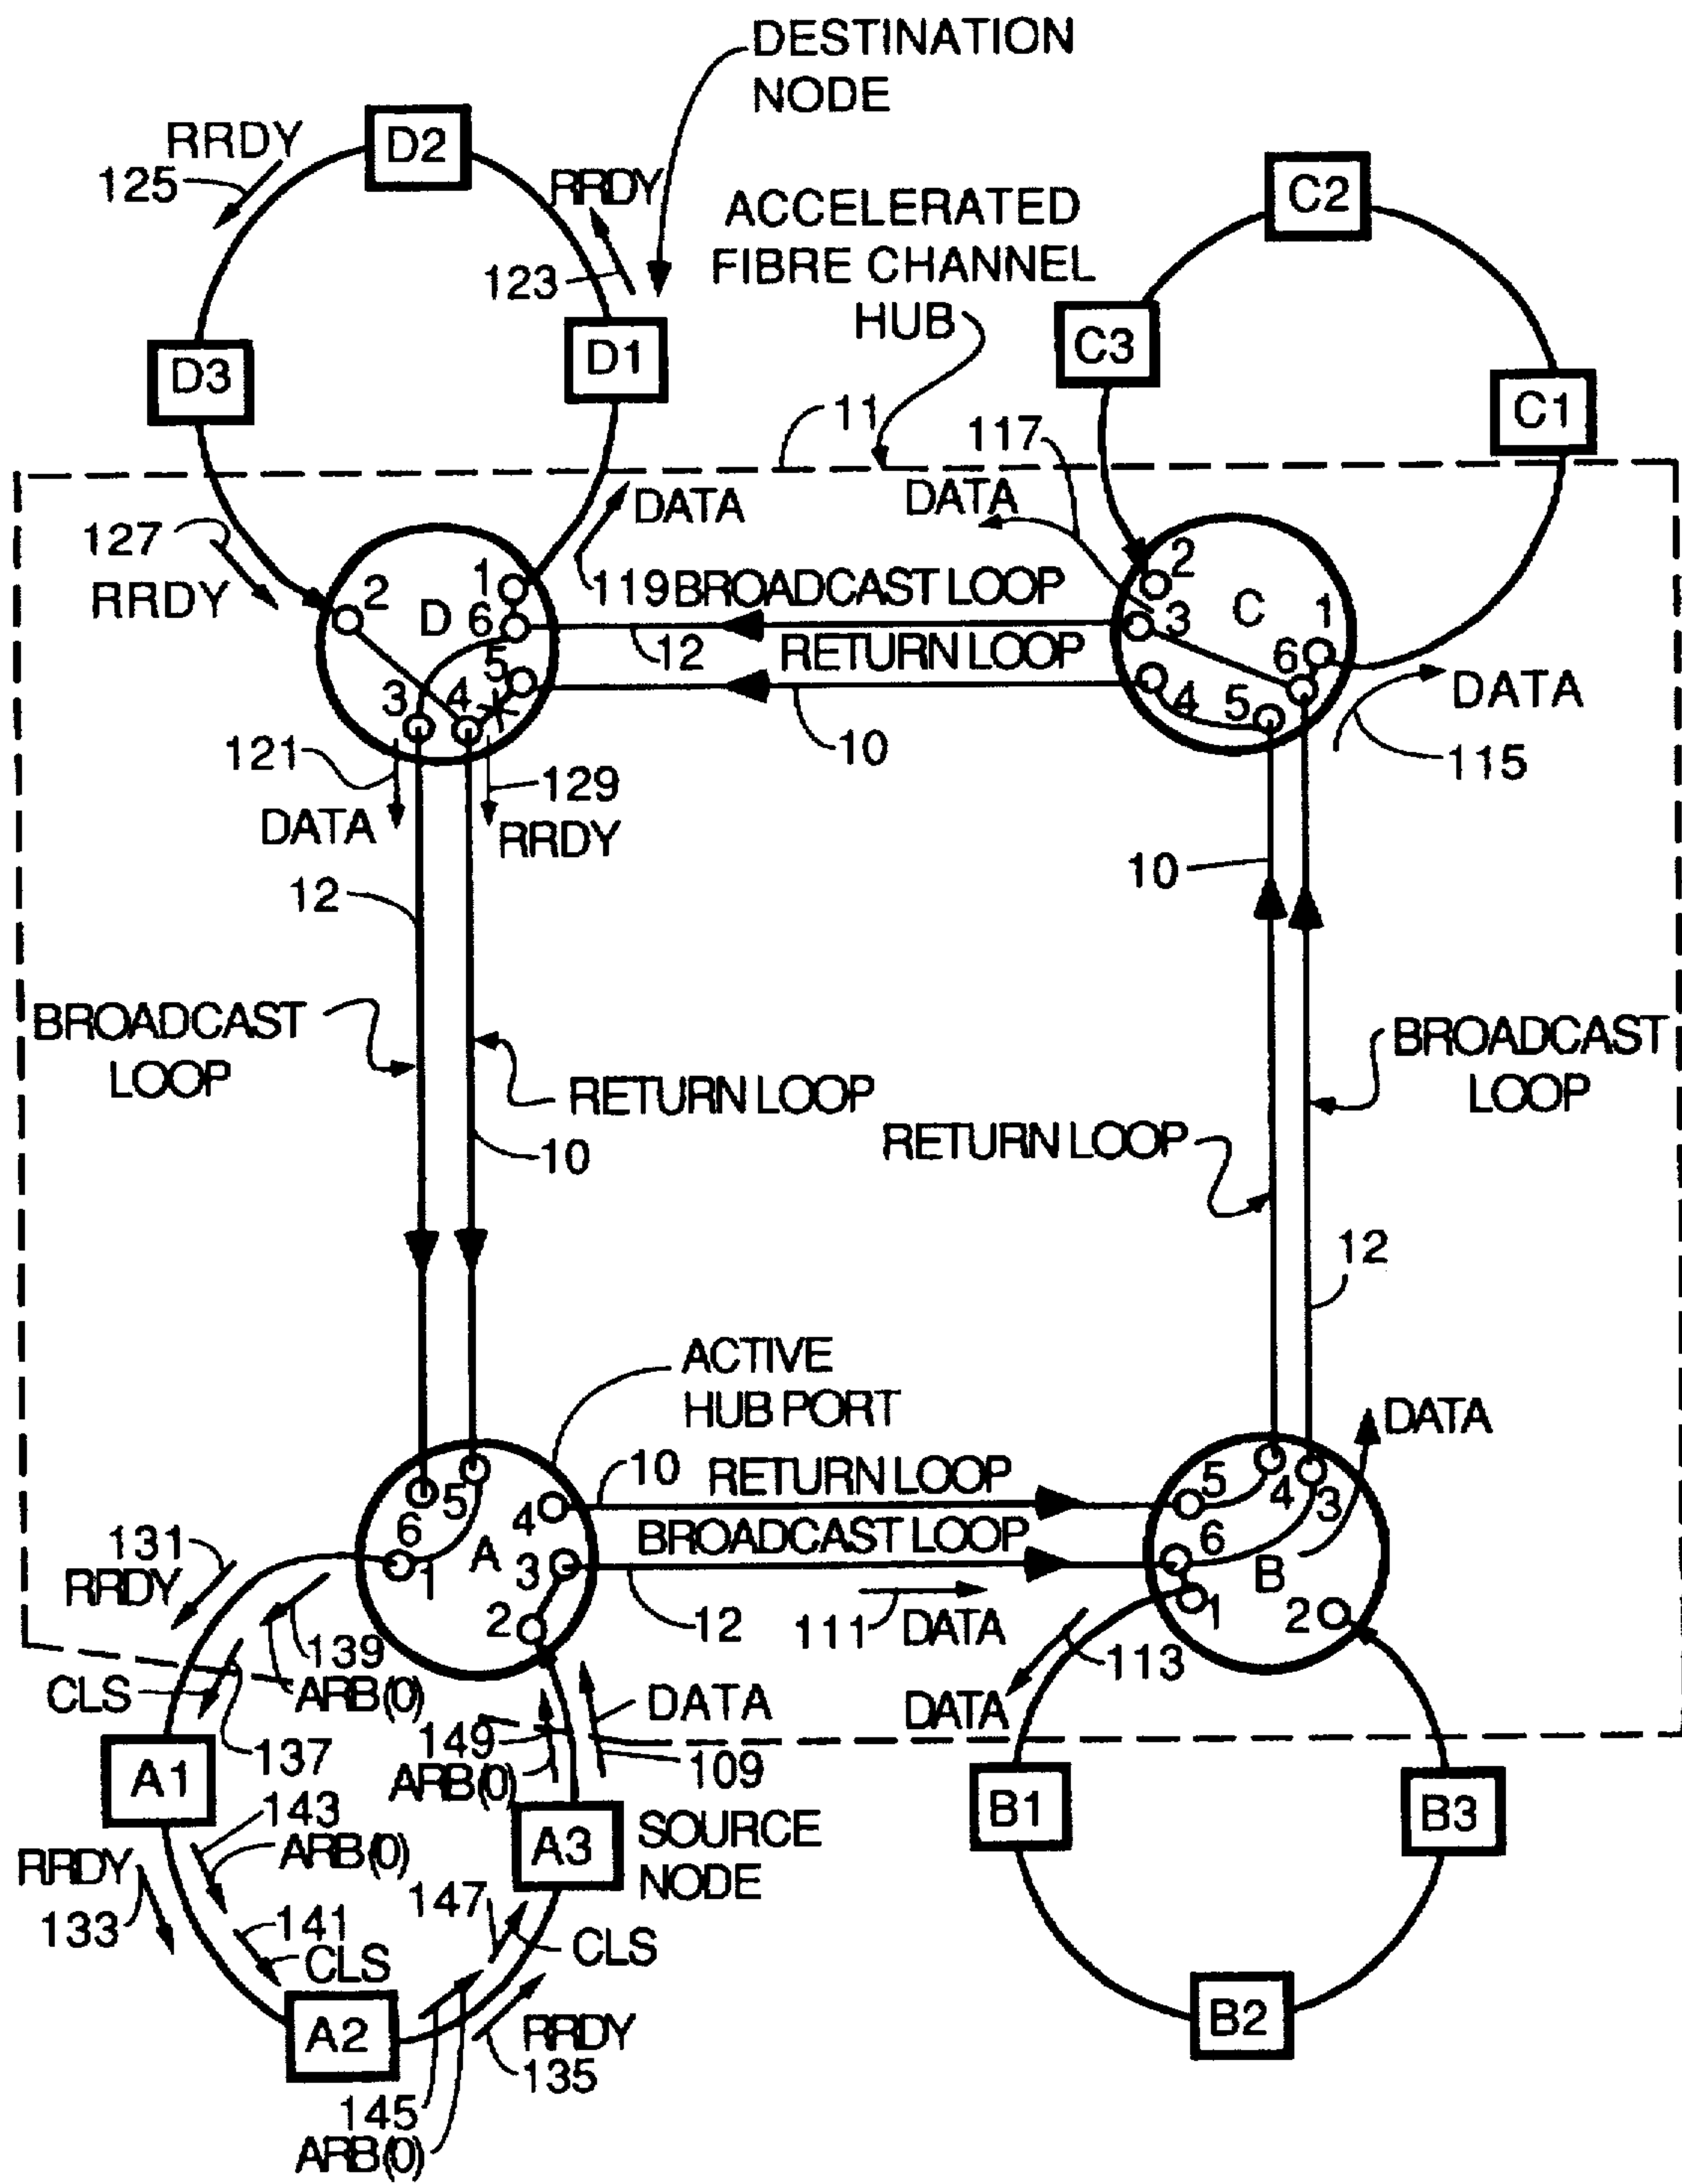 DESTINATION
NODE
D2
RRDY
125
RRDY
123
ACCELERATED
FIBRE CHANNEL
HUB
C2
D3
D1
C3
C1
11
117
DATA
DATA
127
RRDY
119
BROADCAST LOOP
2
1
D
6
5
3
4
12
RETURN LOOP
10
2
3
C
1
6
4
5
DATA
115
121
DATA
129
RRDY
12
10
BROADCAST
LOOP
RETURN LOOP
10
BROADCAST
LOOP
RETURN LOOP
12
ACTIVE
HUB PORT
DATA
10
RETURN LOOP
BROADCAST LOOP
12
111
DATA
6
5
4
A
3
1
2
5
4
3
6
B
1
2
131
RRDY
139
ARB(0)
CLS
137
149
ARB(0)
DATA
109
113
DATA
A1
143
ARB(0)
RRDY
133
141
CLS
A3
SOURCE
NODE
147
CLS
A2
RRDY
135
145
ARB(0)
B1
B3
B2